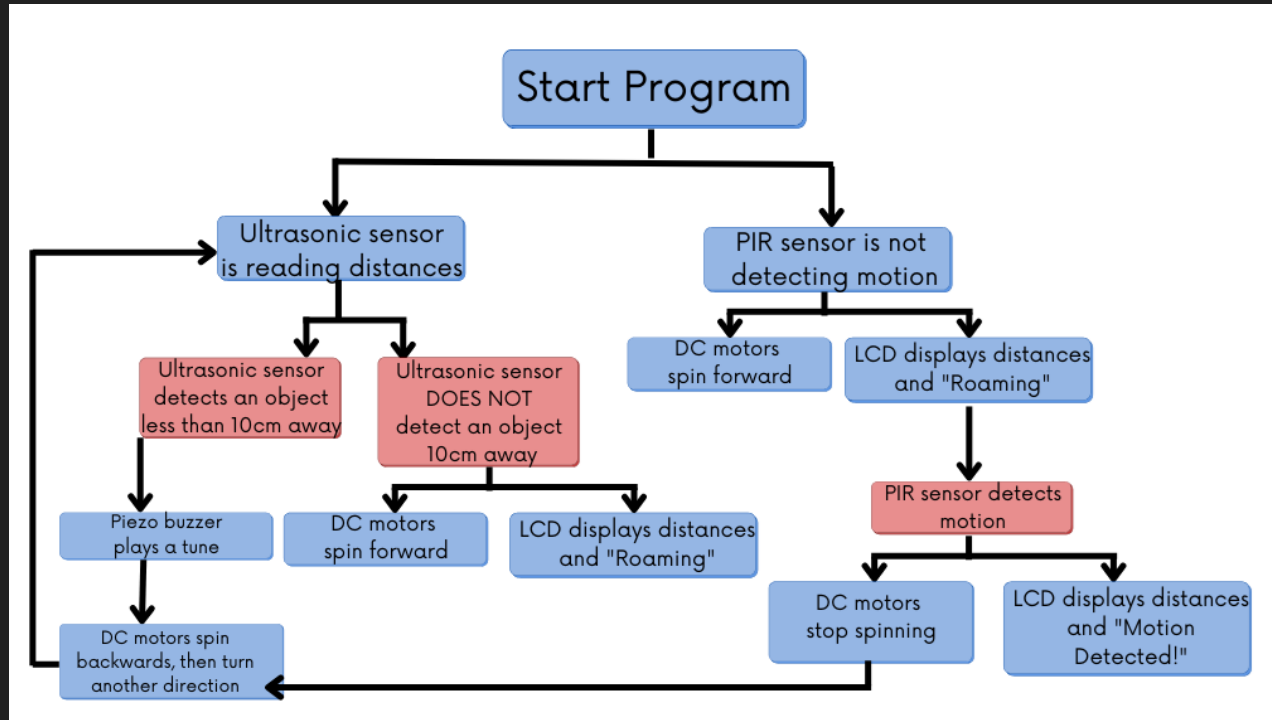 Start Program
Ultrasonic sensor
is reading distances
PIR sensor is not
detecting motion
DC motors
spin forward
LCD displays distances
and "Roaming"
Ultrasonic sensor
detects an object
less than 10cm away
Ultrasonic sensor
DOES NOT
detect an object
10cm away
PIR sensor detects
motion
Piezo buzzer
plays a tune
DC motors
spin forward
LCD displays distances
and "Roaming"
DC motors
stop spinning
LCD displays distances
and "Motion
Detected!"
DC motors spin
backwards, then turn
another direction